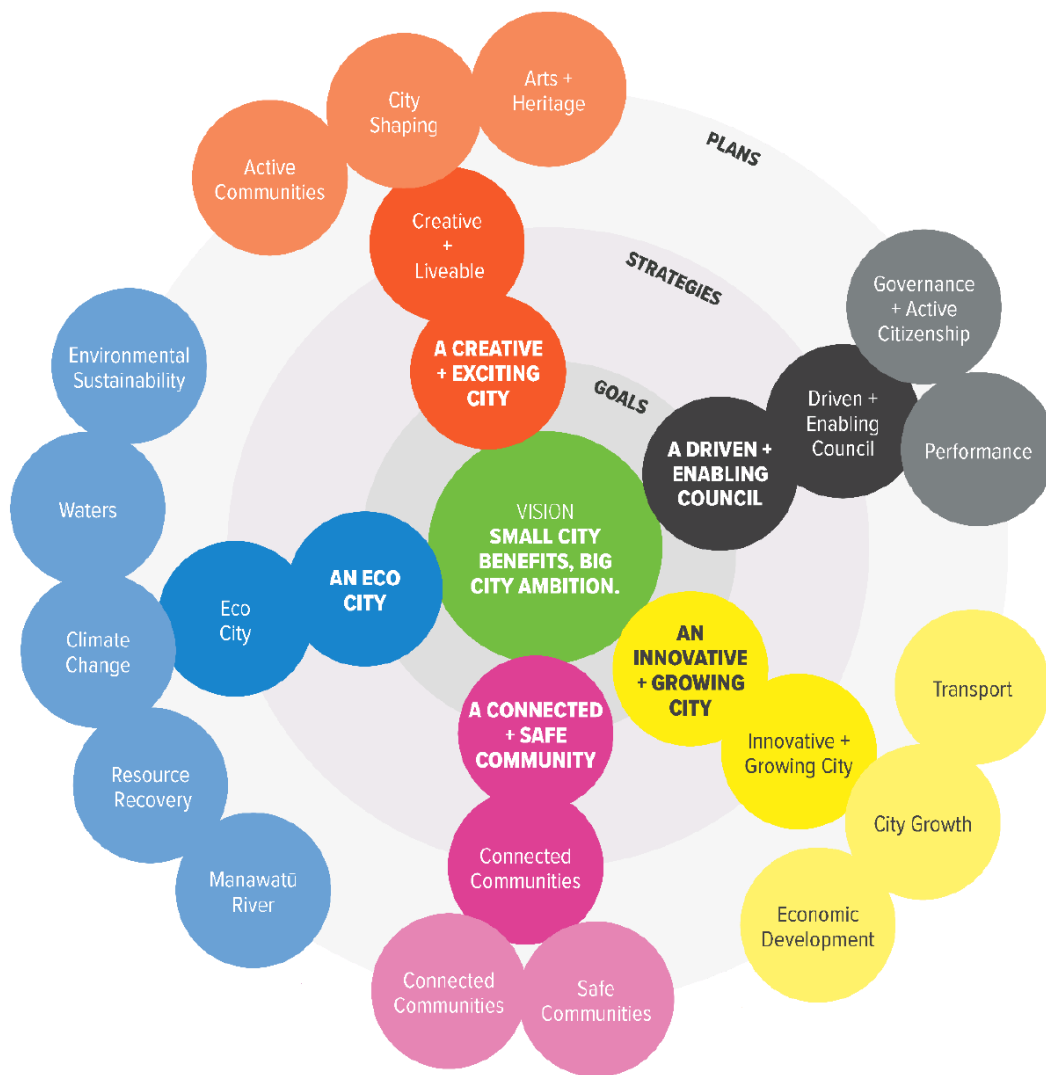 Arts +
Heritage
City
Shaping
Active
Communities
PLANS
Creative
+
Liveable
STRATEGIES
Governance
+ Active
Citizenship
Environmental
Sustainability
A CREATIVE
+ EXCITING
CITY
GOALS
Driven +
Enabling
Council
A DRIVEN +
ENABLING
COUNCIL
Performance
Waters
VISION
SMALL CITY
BENEFITS, BIG
CITY AMBITION.
AN ECO
CITY
Eco
City
Climate
Change
AN
INNOVATIVE
+ GROWING
CITY
Transport
A CONNECTED
+ SAFE
COMMUNITY
Innovative +
Growing City
Resource
Recovery
City Growth
Connected
Communities
Manawatū
River
Economic
Development
Connected
Communities
Safe
Communities